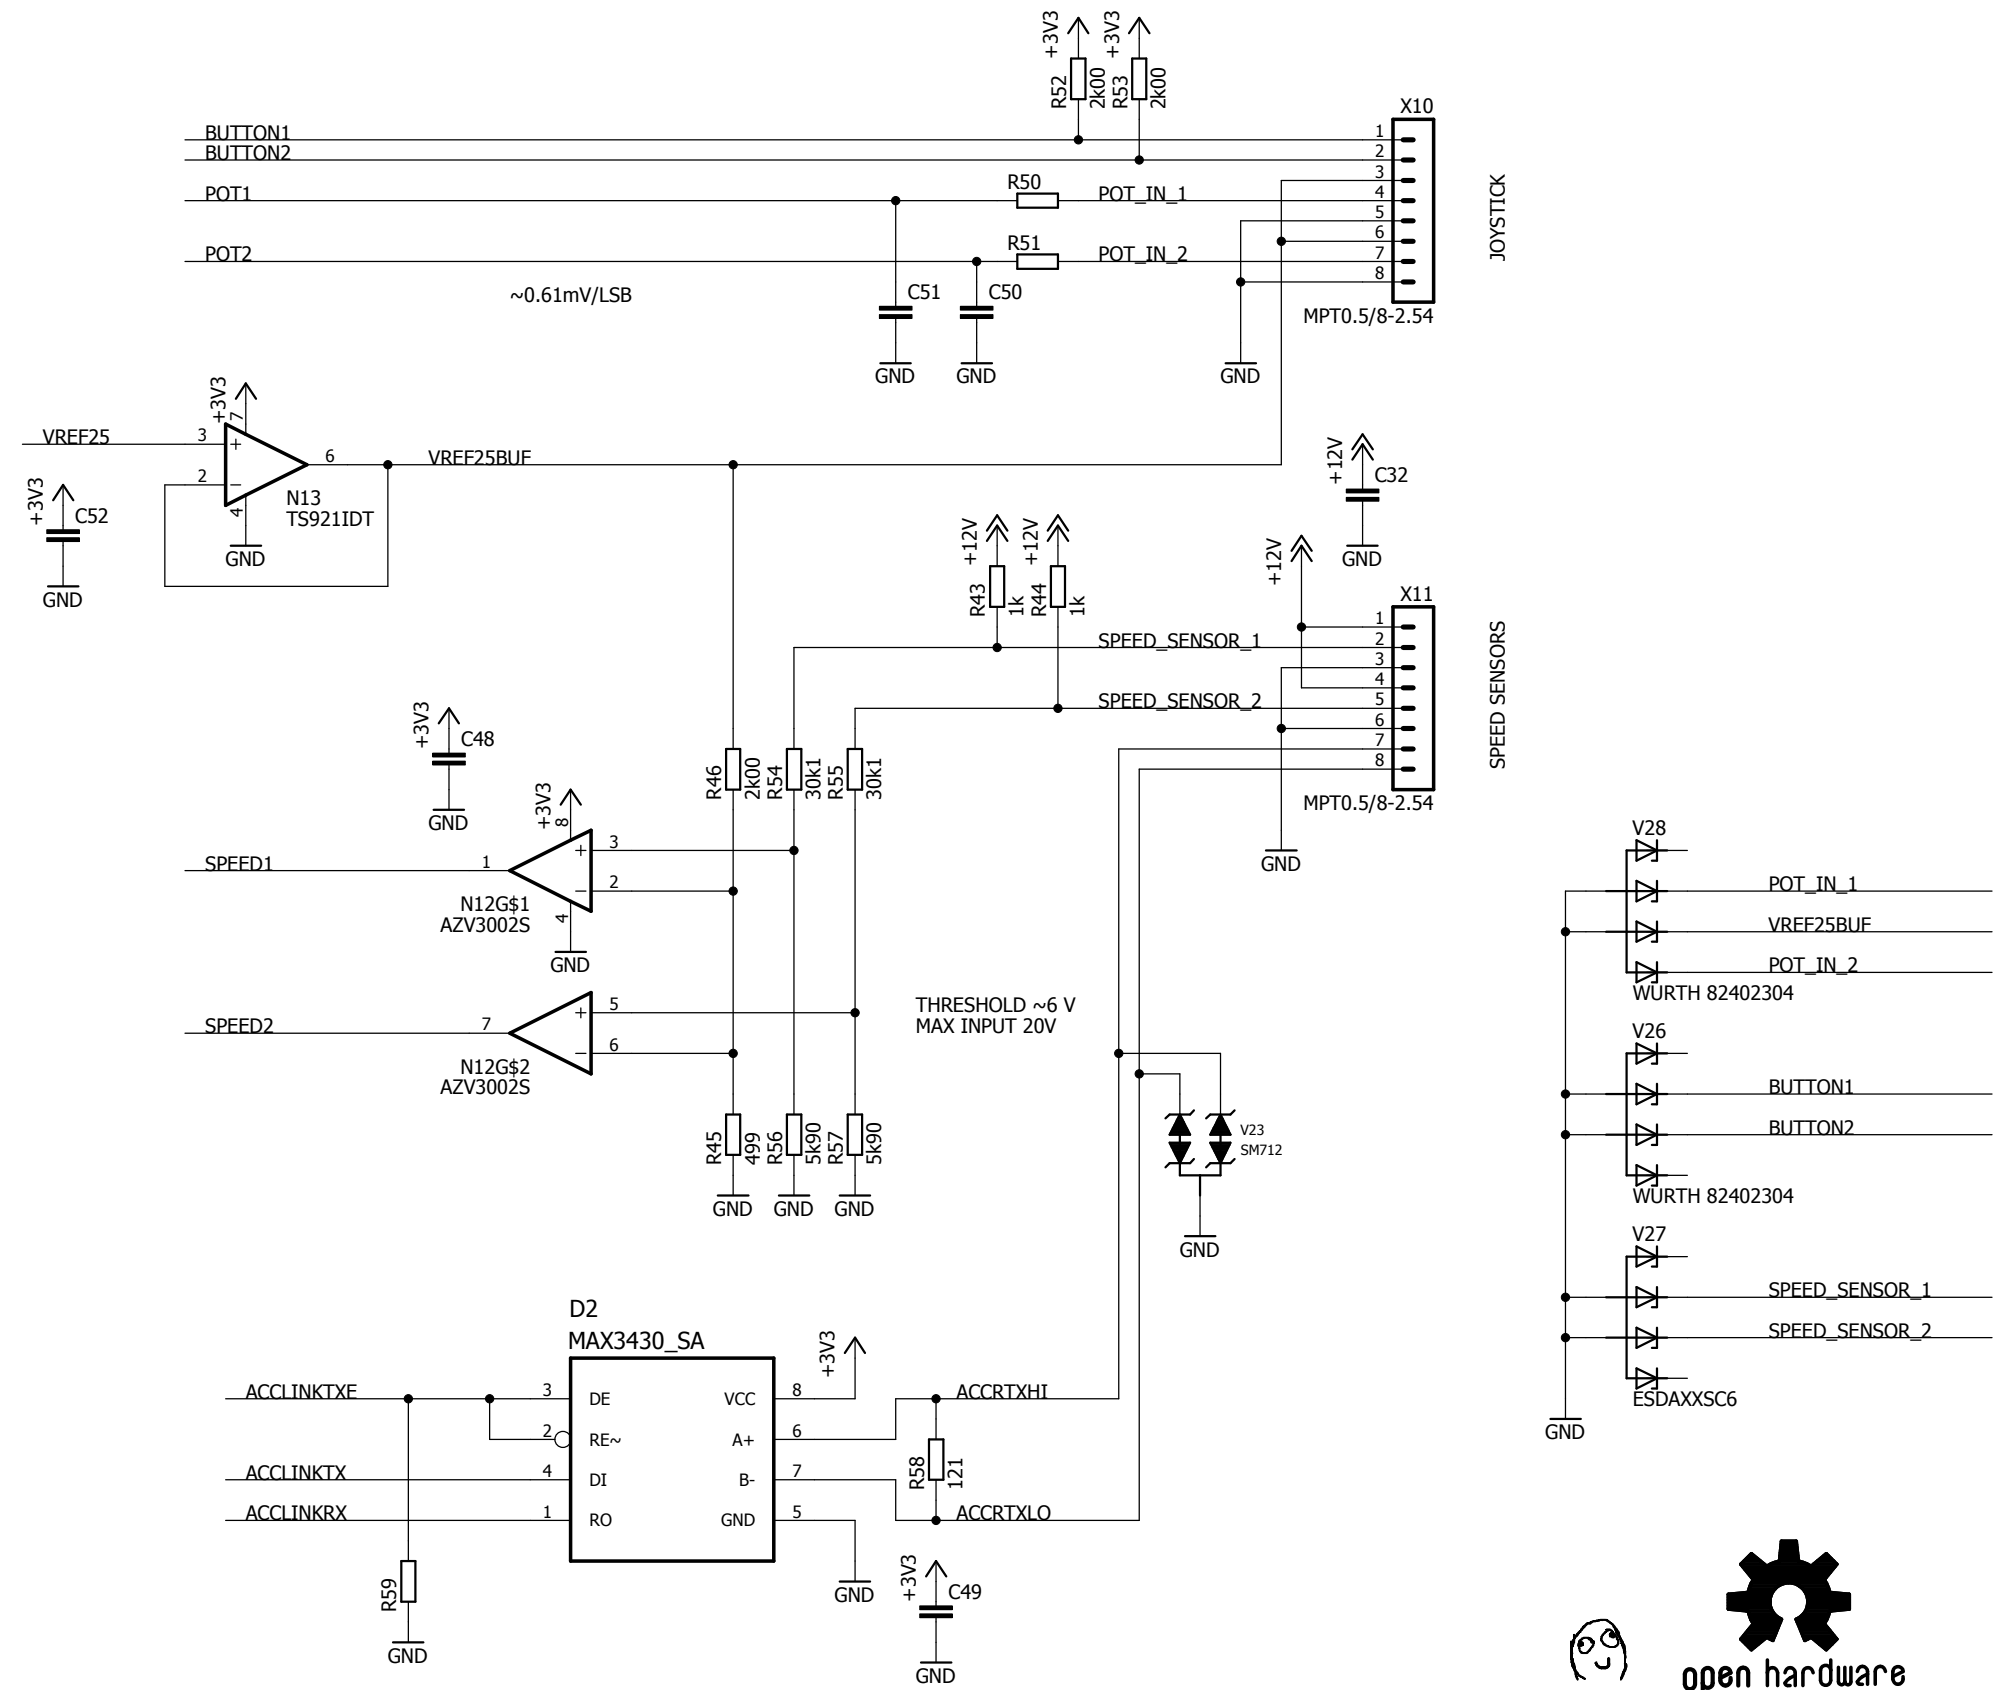 +3V3
+3V3
R52
2k00
R53
2k00
X10
BUTTON1
BUTTON2
POT1
R50
POT_IN_1
POT2
R51
POT_IN_2
1
2
3
4
5
6
7
8
JOYSTICK
~0.61mV/LSB
C51
C50
MPT0.5/8-2.54
GND
GND
GND
+3V3
7
VREF25
3
+
2
−
6
VREF25BUF
4
N13
TS921IDT
GND
+3V3
C52
GND
+12V
C32
GND
+12V
+12V
R43
1k
R44
1k
+12V
X11
SPEED_SENSOR_1
SPEED_SENSOR_2
1
2
3
4
5
6
7
8
SPEED SENSORS
MPT0.5/8-2.54
GND
+3V3
C48
GND
R46
2k00
R54
30k1
R55
30k1
+3V3
8
SPEED1
1
+
3
−
2
4
N12G$1
AZV3002S
GND
SPEED2
7
+
5
−
6
N12G$2
AZV3002S
THRESHOLD ~6 V
MAX INPUT 20V
R45
499
R56
5k90
R57
5k90
GND
GND
GND
V23
SM712
GND
V28
POT_IN_1
VREF25BUF
POT_IN_2
WURTH 82402304
V26
BUTTON1
BUTTON2
WURTH 82402304
V27
SPEED_SENSOR_1
SPEED_SENSOR_2
ESDAXXSC6
GND
D2
MAX3430_SA
+3V3
ACCLINKTXE
3
DE
VCC
8
ACCRTXHI
2
RE~
A+
6
ACCLINKTX
4
DI
B-
7
R58
121
ACCLINKRX
1
RO
GND
5
ACCRTXLO
R59
GND
GND
+3V3
C49
GND
open hardware